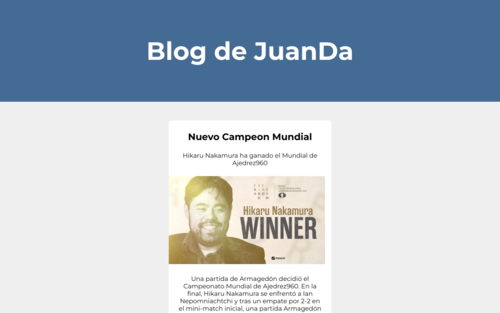 Blog de JuanDa
Nuevo Campeon Mundial
Hikaru Nakamura ha ganado el Mundial de
Ajedrez960
Hikaru Nakamura
WINNER
Una partida de Armagedón decidió el
Campeonato Mundial de Ajedrez960. En la
final, Hikaru Nakamura se enfrentó a Ian
Nepomniachtchi y tras un empate por 2-2 en
el mini-match inicial, una partida Armagedón